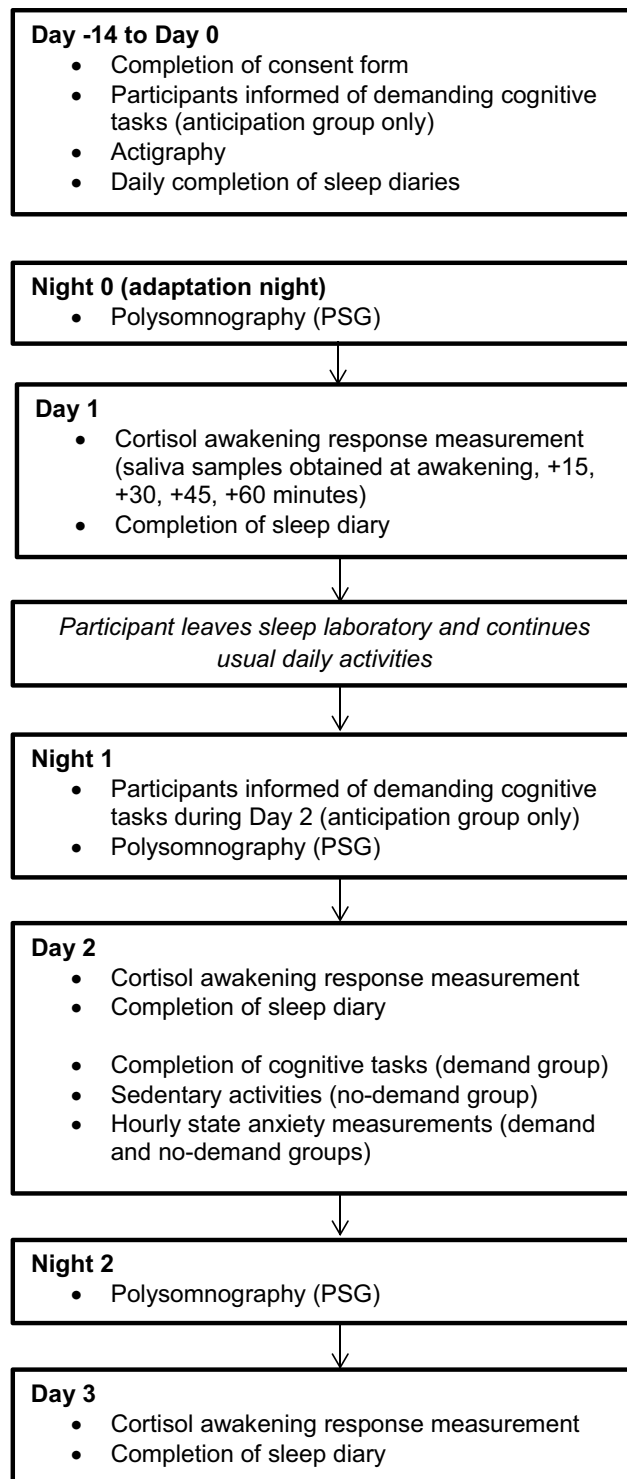 Day -14 to Day 0
• Completion of consent form
• Participants informed of demanding cognitive
tasks (anticipation group only)
• Actigraphy
• Daily completion of sleep diaries
Night 0 (adaptation night)
• Polysomnography (PSG)
Day 1
• Cortisol awakening response measurement
(saliva samples obtained at awakening, +15,
+30, +45, +60 minutes)
• Completion of sleep diary
Participant leaves sleep laboratory and continues
usual daily activities
Night 1
• Participants informed of demanding cognitive
tasks during Day 2 (anticipation group only)
• Polysomnography (PSG)
Day 2
• Cortisol awakening response measurement
• Completion of sleep diary
• Completion of cognitive tasks (demand group)
• Sedentary activities (no-demand group)
• Hourly state anxiety measurements (demand
and no-demand groups)
Night 2
• Polysomnography (PSG)
Day 3
• Cortisol awakening response measurement
• Completion of sleep diary